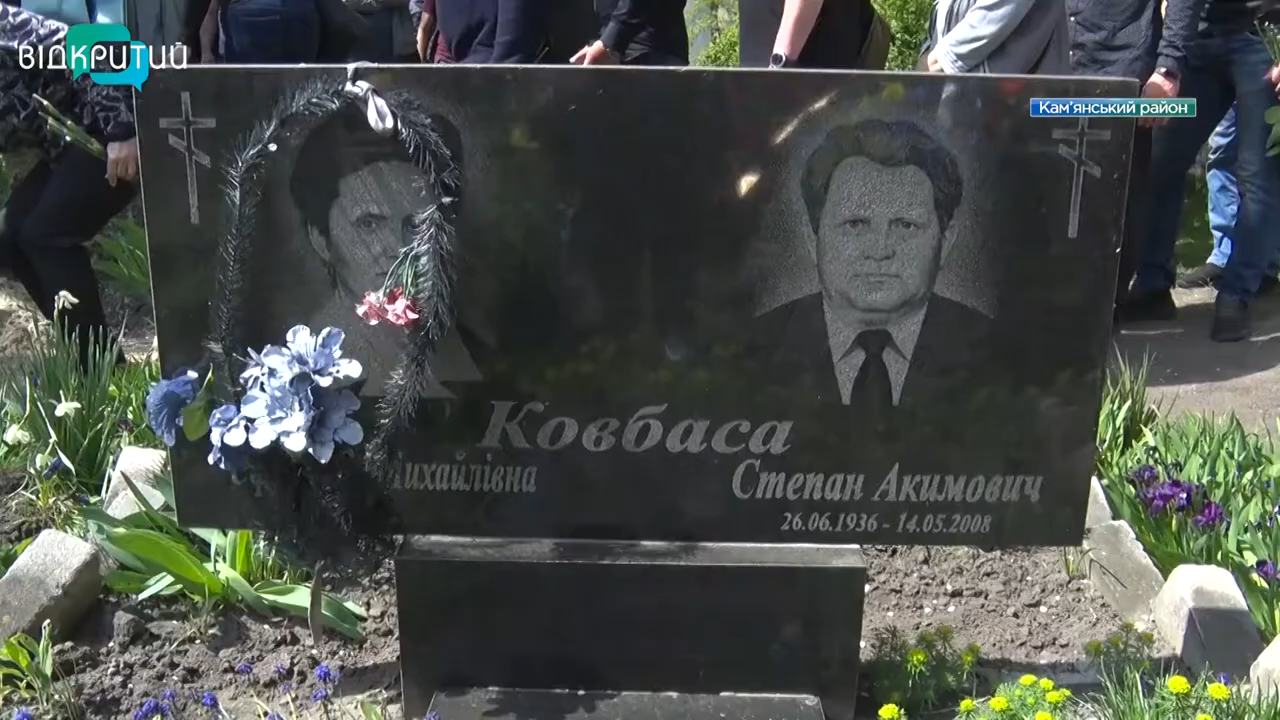 ВІДКРИТИЙ
Кам'янський район
Ковбаса
Михайлівна
Степан Акимович
26.06.1936 - 14.05.2008